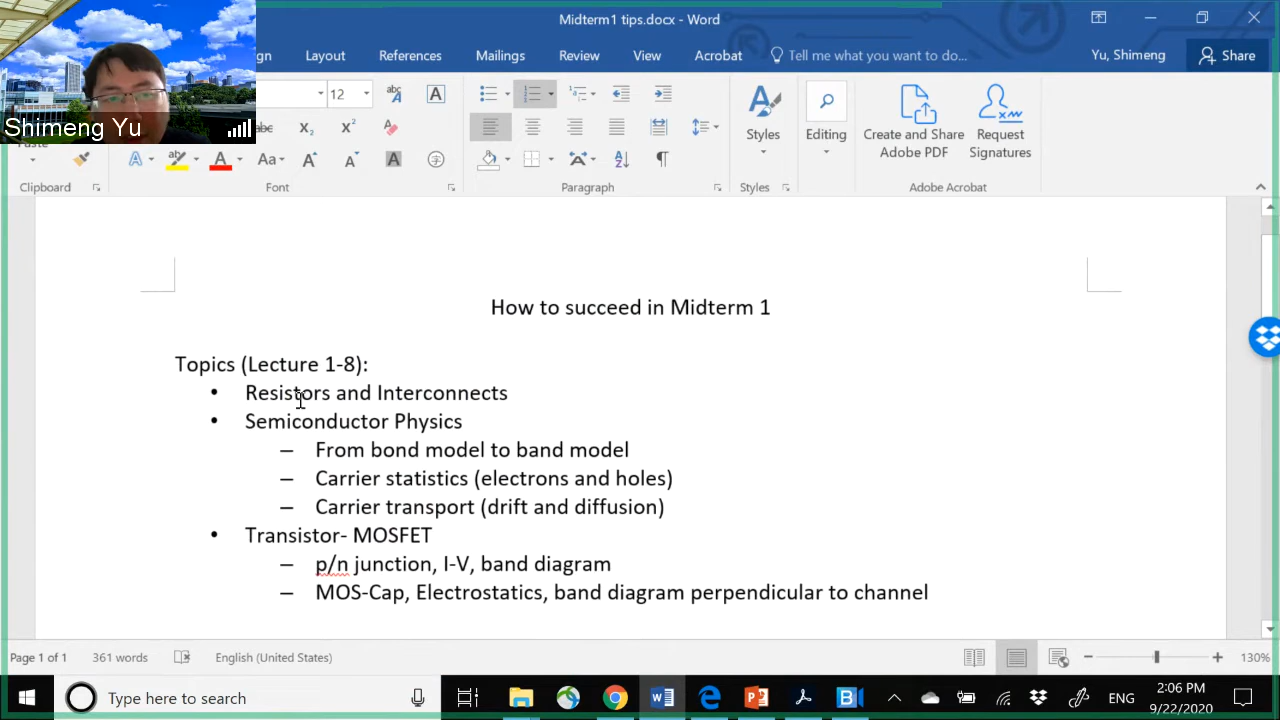 Midterm1 tips.docx - Word
gn Layout References Mailings Review View Acrobat Tell me what you want to do... Yu, Shimeng Share
Shimeng Yu
12
Styles
Editing
Create and Share Adobe PDF
Request Signatures
Clipboard Font Paragraph Styles Adobe Acrobat
How to succeed in Midterm 1
Topics (Lecture 1-8):
• Resistors and Interconnects
• Semiconductor Physics
– From bond model to band model
– Carrier statistics (electrons and holes)
– Carrier transport (drift and diffusion)
• Transistor- MOSFET
– p/n junction, I-V, band diagram
– MOS-Cap, Electrostatics, band diagram perpendicular to channel
Page 1 of 1 361 words English (United States) 130%
Type here to search ENG 2:06 PM
9/22/2020